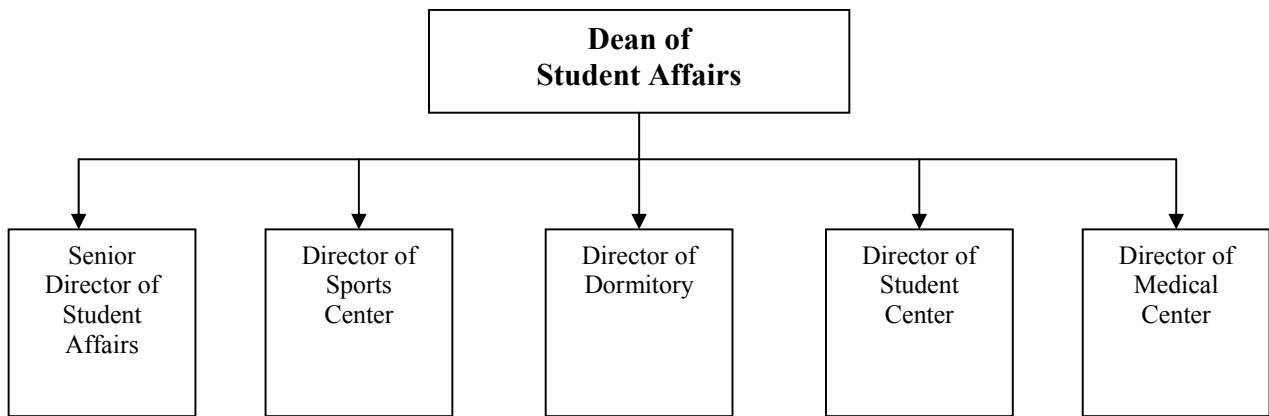 Dean of
Student Affairs
Senior
Director of
Student
Affairs
Director of
Sports
Center
Director of
Dormitory
Director of
Student
Center
Director of
Medical
Center